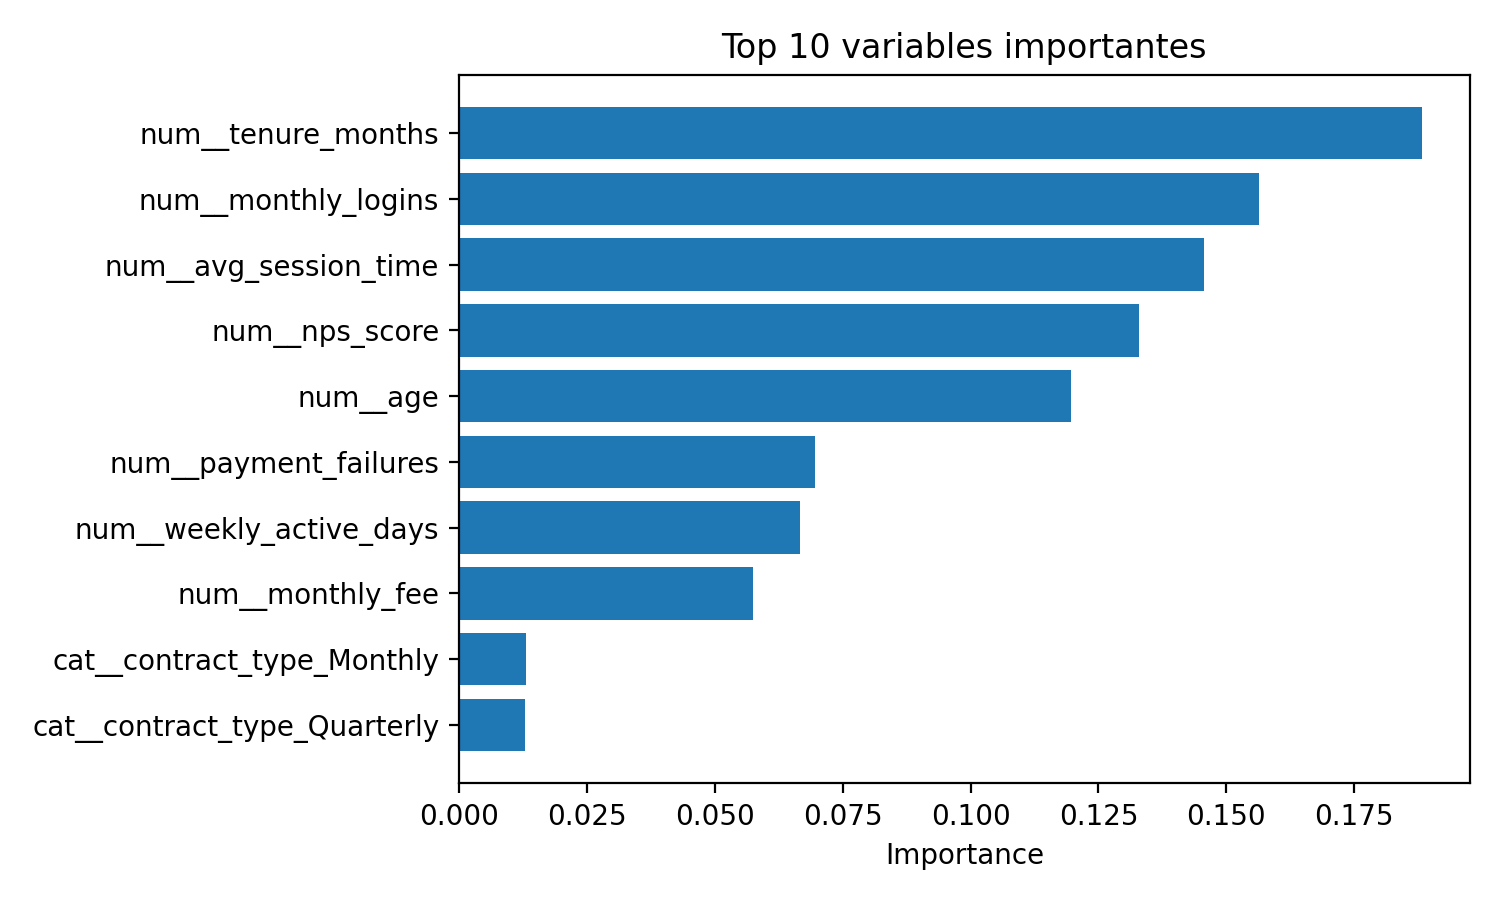 Top 10 variables importantes
num__tenure_months
num__monthly_logins
num__avg_session_time
num__nps_score
num__age
num__payment_failures
num__weekly_active_days
num__monthly_fee
cat__contract_type_Monthly
cat__contract_type_Quarterly
0.000 0.025 0.050 0.075 0.100 0.125 0.150 0.175
Importance